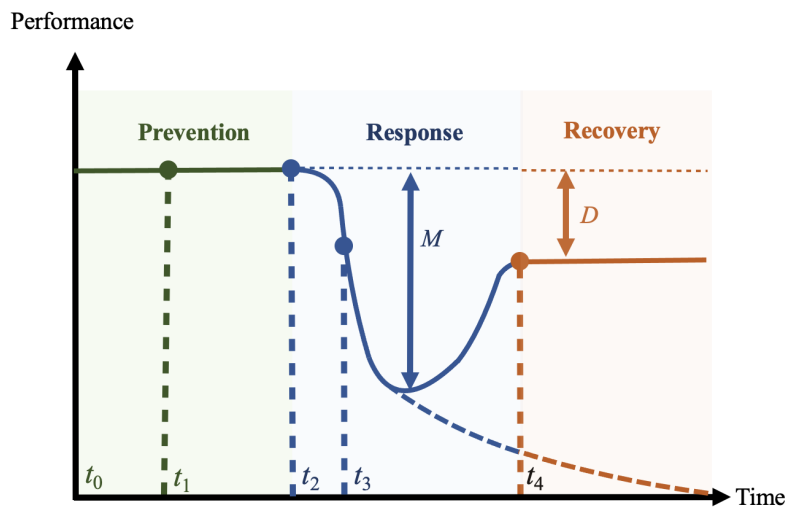 Performance
Prevention
Response
Recovery
M
D
t₀
t₁
t₂
t₃
t₄
Time